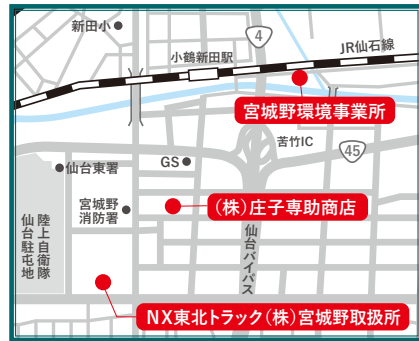 新田小
4
JR仙石線
小鶴新田駅
宮城野環境事業所
苦竹IC
45
GS
仙台東署
宮城野
消防署
(株)庄子専助商店
陸上自衛隊
仙台駐屯地
仙台バイパス
NX東北トラック(株)宮城野取扱所